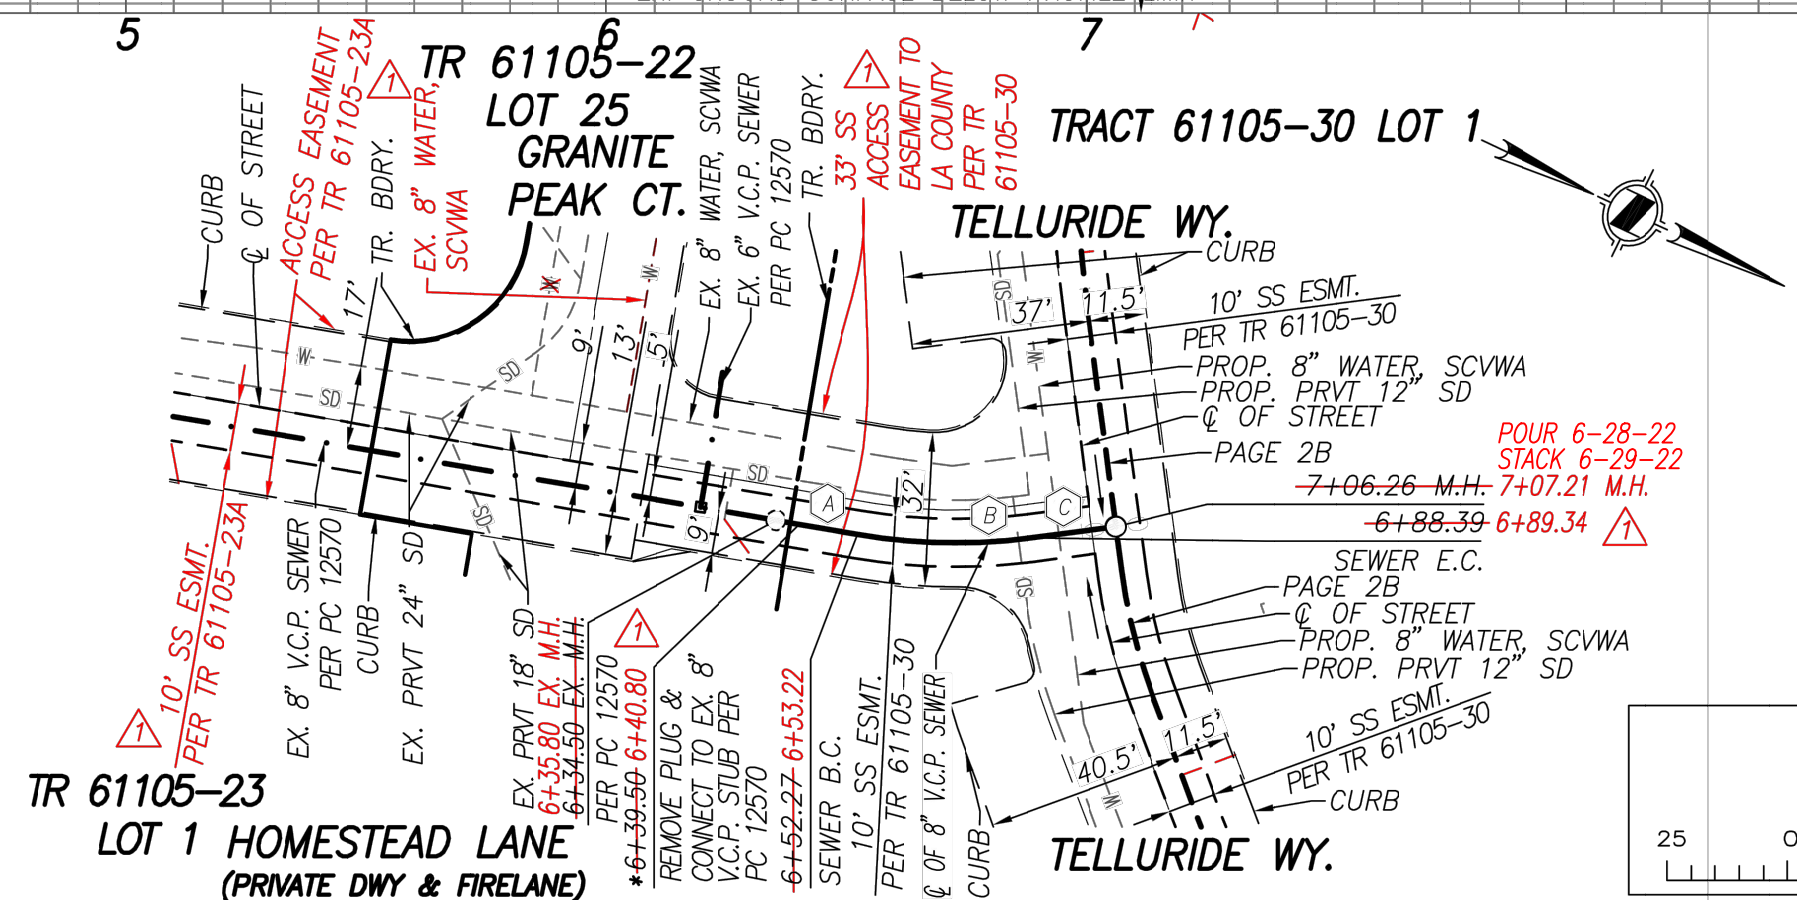 5
6
7
TR 61105-22
LOT 25
GRANITE
PEAK CT.
TRACT 61105-30 LOT 1
TELLURIDE WY.
CURB
℄ OF STREET
ACCESS EASEMENT
PER TR 61105-23A
1
TR. BDRY.
EX. 8" WATER,
SCVWA
EX. 8" WATER, SCVWA
EX. 6" V.C.P. SEWER
PER PC 12570
TR. BDRY.
33' SS
ACCESS
EASEMENT TO
LA COUNTY
PER TR
61105-30
1
CURB
17'
9'
13'
5'
37'
11.5'
10' SS ESMT.
PER TR 61105-30
PROP. 8" WATER, SCVWA
PROP. PRVT 12" SD
℄ OF STREET
PAGE 2B
POUR 6-28-22
STACK 6-29-22
7+06.26 M.H. 7+07.21 M.H.
6+88.39 6+89.34
1
SEWER E.C.
PAGE 2B
℄ OF STREET
PROP. 8" WATER, SCVWA
PROP. PRVT 12" SD
10' SS ESMT.
PER TR 61105-30
CURB
W
W
W
SD
SD
SD
SD
SD
W
SD
SD
W
A
B
C
32'
9'
40.5'
11.5'
1
10' SS ESMT.
PER TR 61105-23A
EX. 8" V.C.P. SEWER
PER PC 12570
CURB
EX. PRVT 24" SD
EX. PRVT 18" SD
6+35.80 EX. M.H.
6+34.50 EX. M.H.
PER PC 12570
1
*6+39.50 6+40.80
REMOVE PLUG &
CONNECT TO EX. 8"
V.C.P. STUB PER
PC 12570
6+52.27 6+53.22
SEWER B.C.
10' SS ESMT.
PER TR 61105-30
℄ OF 8" V.C.P. SEWER
CURB
TR 61105-23
LOT 1
HOMESTEAD LANE
(PRIVATE DWY & FIRELANE)
TELLURIDE WY.
25
0